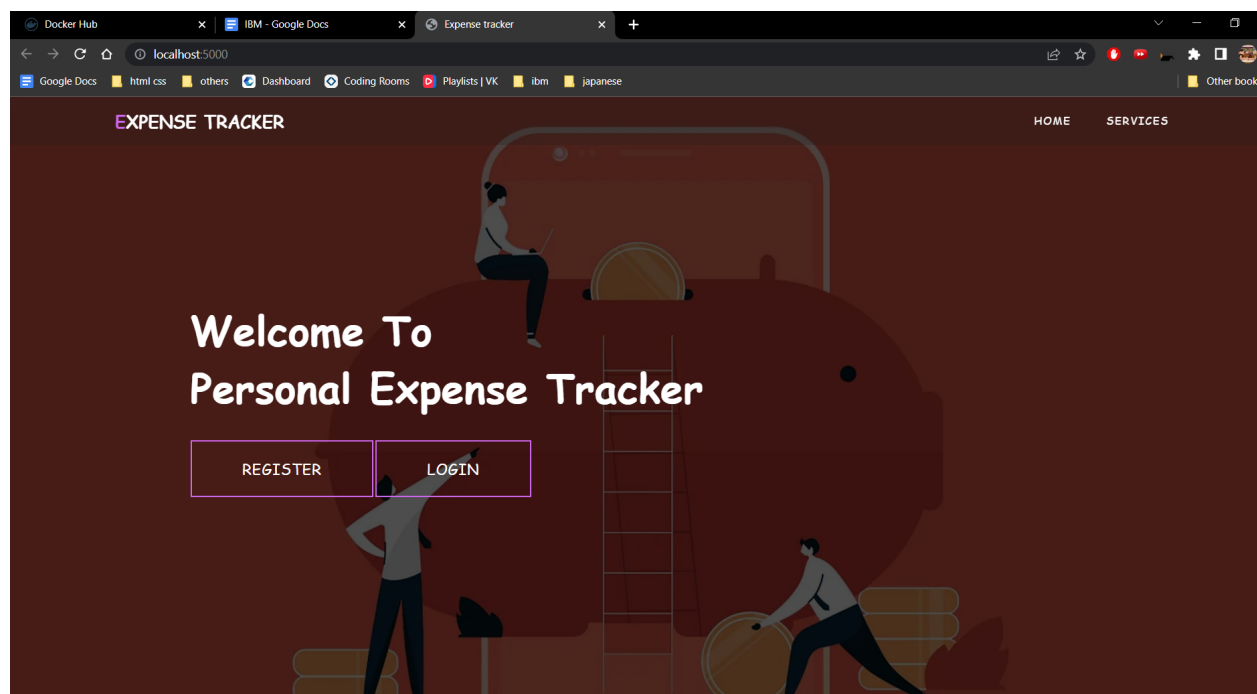 Docker Hub
IBM - Google Docs
Expense tracker
localhost:5000
Google Docs
html css
others
Dashboard
Coding Rooms
Playlists | VK
ibm
japanese
Other book
EXPENSE TRACKER
HOME
SERVICES
Welcome To
Personal Expense Tracker
REGISTER
LOGIN